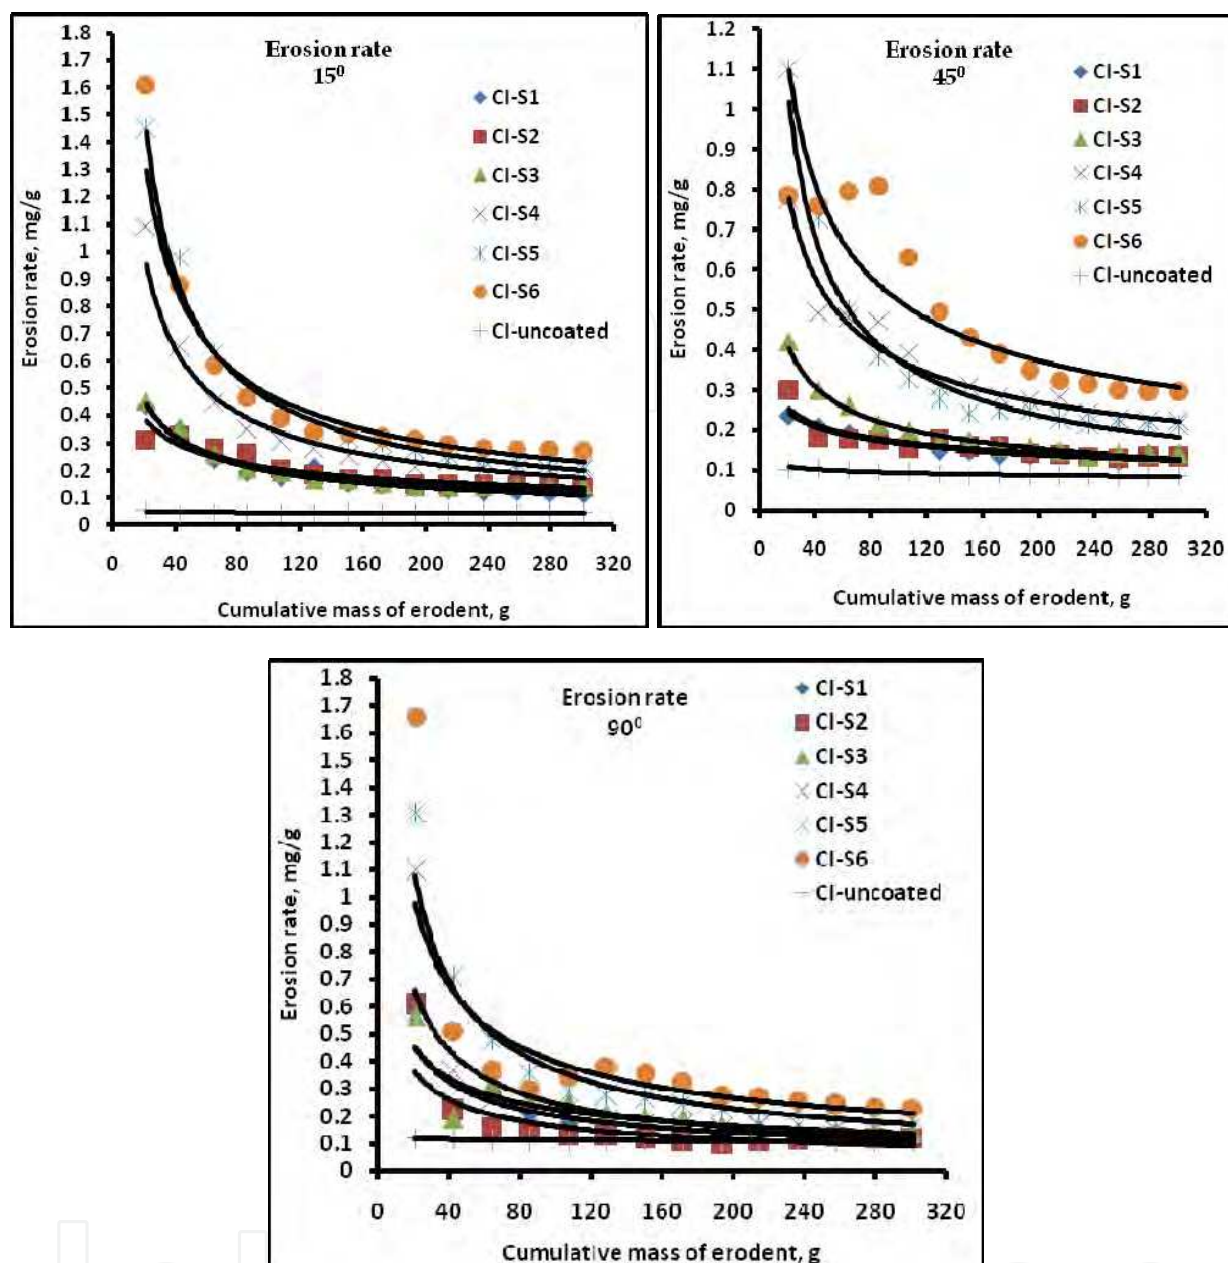 Erosion rate
15⁰
Erosion rate, mg/g
1.8
1.7
1.6
1.5
1.4
1.3
1.2
1.1
1
0.9
0.8
0.7
0.6
0.5
0.4
0.3
0.2
0.1
0
CI-S1
CI-S2
CI-S3
CI-S4
CI-S5
CI-S6
CI-uncoated
0 40 80 120 160 200 240 280 320
Cumulative mass of erodent, g
Erosion rate
45⁰
Erosion rate, mg/g
1.2
1.1
1
0.9
0.8
0.7
0.6
0.5
0.4
0.3
0.2
0.1
0
CI-S1
CI-S2
CI-S3
CI-S4
CI-S5
CI-S6
CI-uncoated
0 40 80 120 160 200 240 280 320
Cumulative mass of erodent, g
Erosion rate
90⁰
Erosion rate, mg/g
1.8
1.7
1.6
1.5
1.4
1.3
1.2
1.1
1
0.9
0.8
0.7
0.6
0.5
0.4
0.3
0.2
0.1
0
CI-S1
CI-S2
CI-S3
CI-S4
CI-S5
CI-S6
CI-uncoated
0 40 80 120 160 200 240 280 320
Cumulative mass of erodent, g